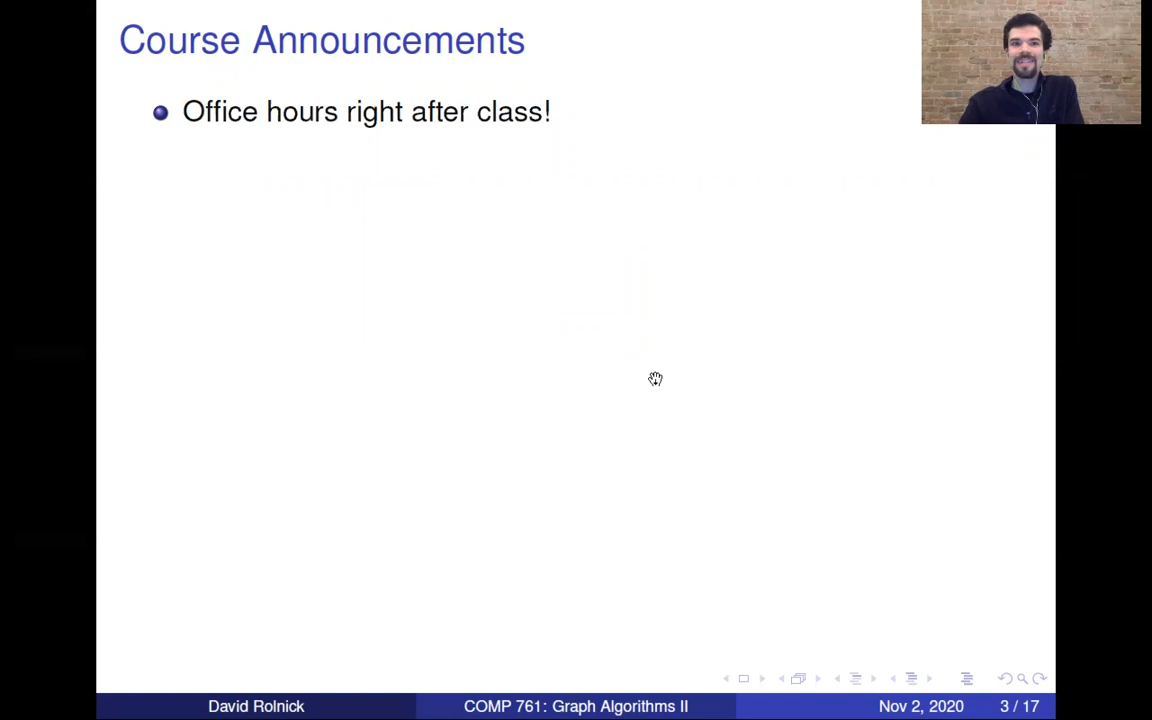 Course Announcements
Office hours right after class!
David Rolnick
COMP 761: Graph Algorithms II
Nov 2, 2020
3 / 17